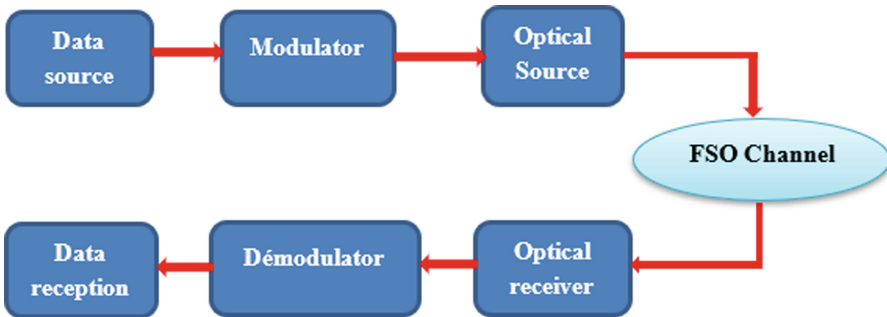 Data
source
Modulator
Optical
Source
FSO Channel
Data
reception
Démodulator
Optical
receiver